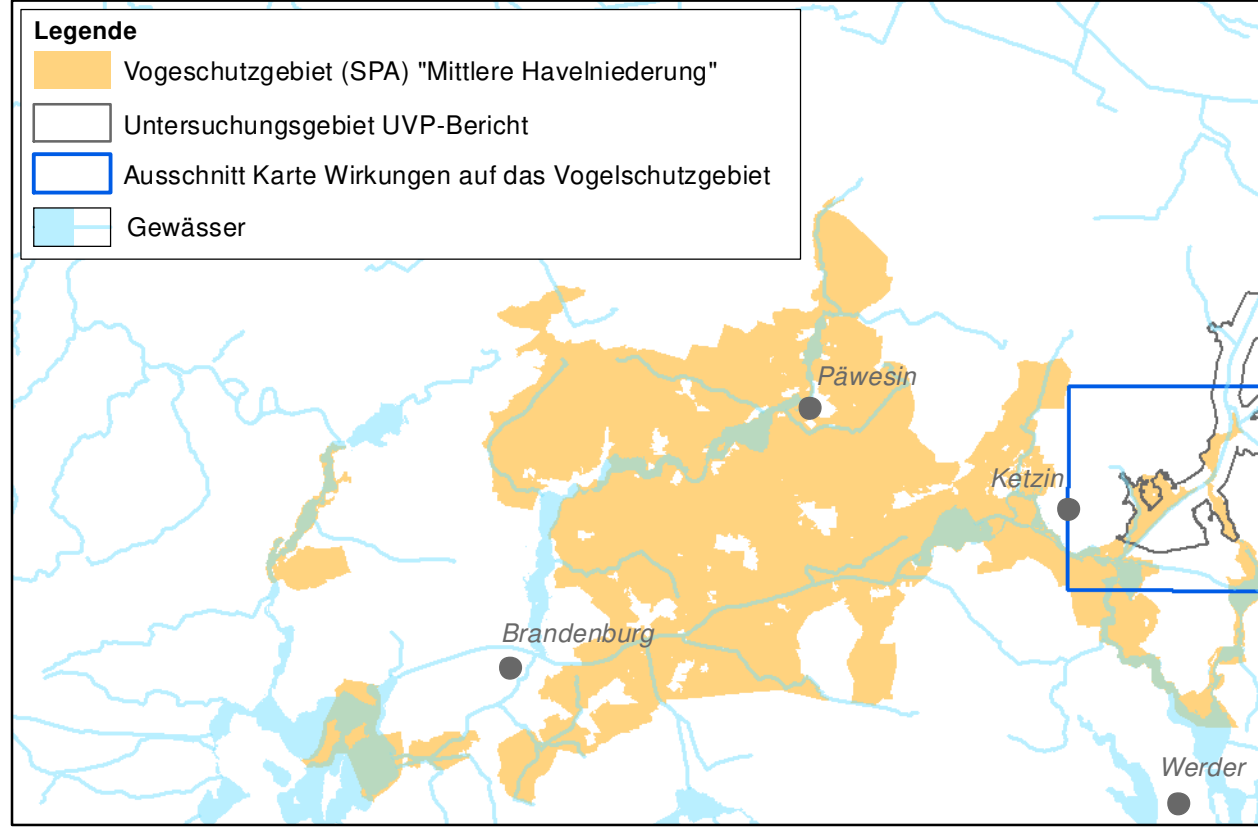 Legende
Vogeschutzgebiet (SPA) "Mittlere Havelniederung"
Untersuchungsgebiet UVP-Bericht
Ausschnitt Karte Wirkungen auf das Vogelschutzgebiet
Gewässer
Päwesin
Ketzin
Brandenburg
Werder